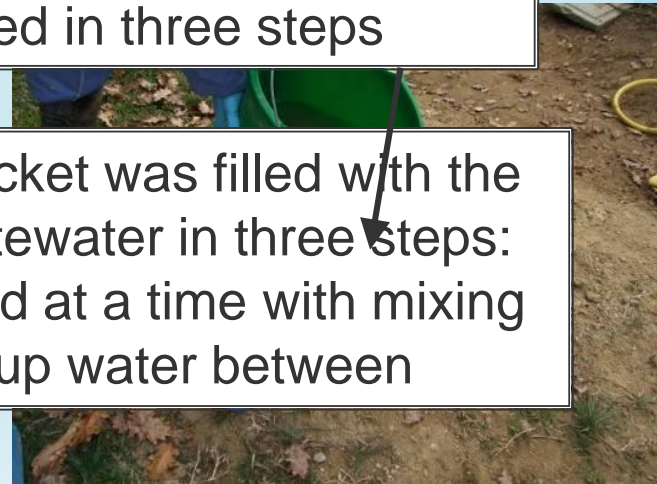 ed in three steps
cket was filled with the
tewater in three steps:
d at a time with mixing
up water between